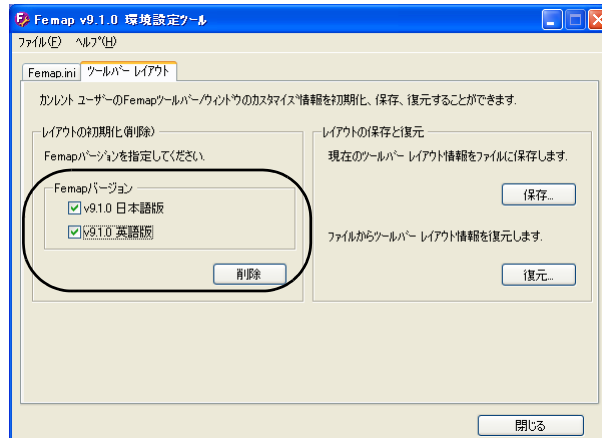 Femap v9.1.0 環境設定ツール
ファイル(F) ヘルプ(H)
Femap.ini ツールバー レイアウト
カレント ユーザーのFemapツールバー/ウィンドウのカスタマイズ情報を初期化、保存、復元することができます.
レイアウトの初期化(削除)
Femapバージョンを指定してください.
Femapバージョン
v9.1.0 日本語版
v9.1.0 英語版
削除
レイアウトの保存と復元
現在のツールバー レイアウト情報をファイルに保存します.
保存...
ファイルからツールバー レイアウト情報を復元します.
復元...
閉じる